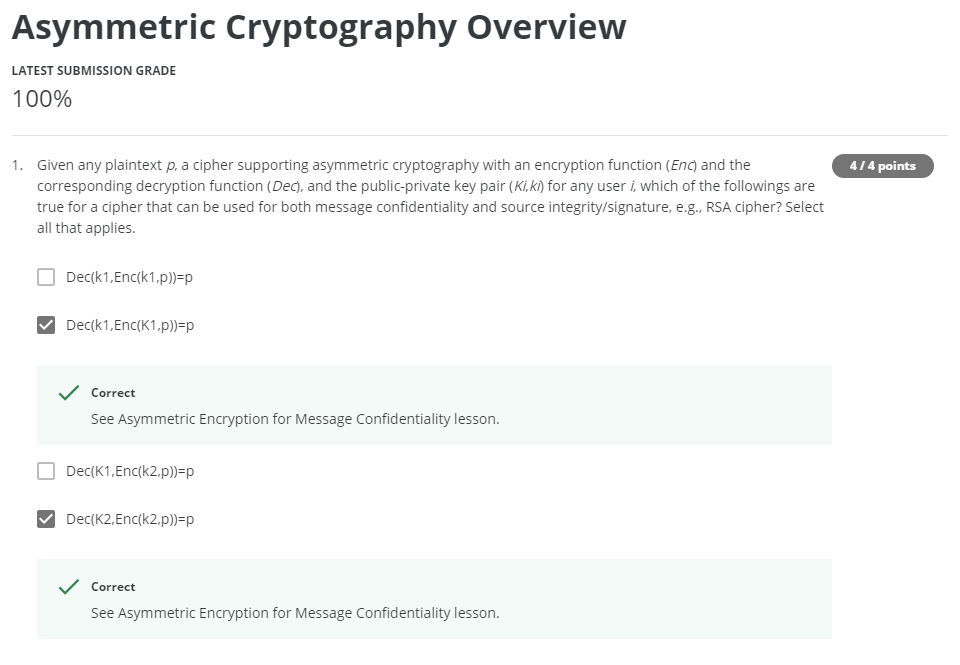 Asymmetric Cryptography Overview
LATEST SUBMISSION GRADE
100%
1. Given any plaintext p, a cipher supporting asymmetric cryptography with an encryption function (Enc) and the
4 / 4 points
corresponding decryption function (Dec), and the public-private key pair (Ki,ki) for any user i, which of the followings are
true for a cipher that can be used for both message confidentiality and source integrity/signature, e.g., RSA cipher? Select
all that applies.
Dec(k1,Enc(k1,p))=p
Dec(k1,Enc(K1,p))=p
Correct
See Asymmetric Encryption for Message Confidentiality lesson.
Dec(K1,Enc(k2,p))=p
Dec(K2,Enc(k2,p))=p
Correct
See Asymmetric Encryption for Message Confidentiality lesson.